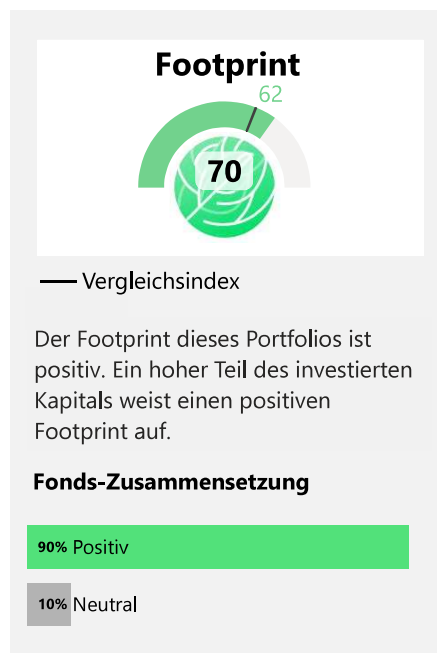 Footprint
62
70
Vergleichsindex
Der Footprint dieses Portfolios ist
positiv. Ein hoher Teil des investierten
Kapitals weist einen positiven
Footprint auf.
Fonds-Zusammensetzung
90% Positiv
10% Neutral